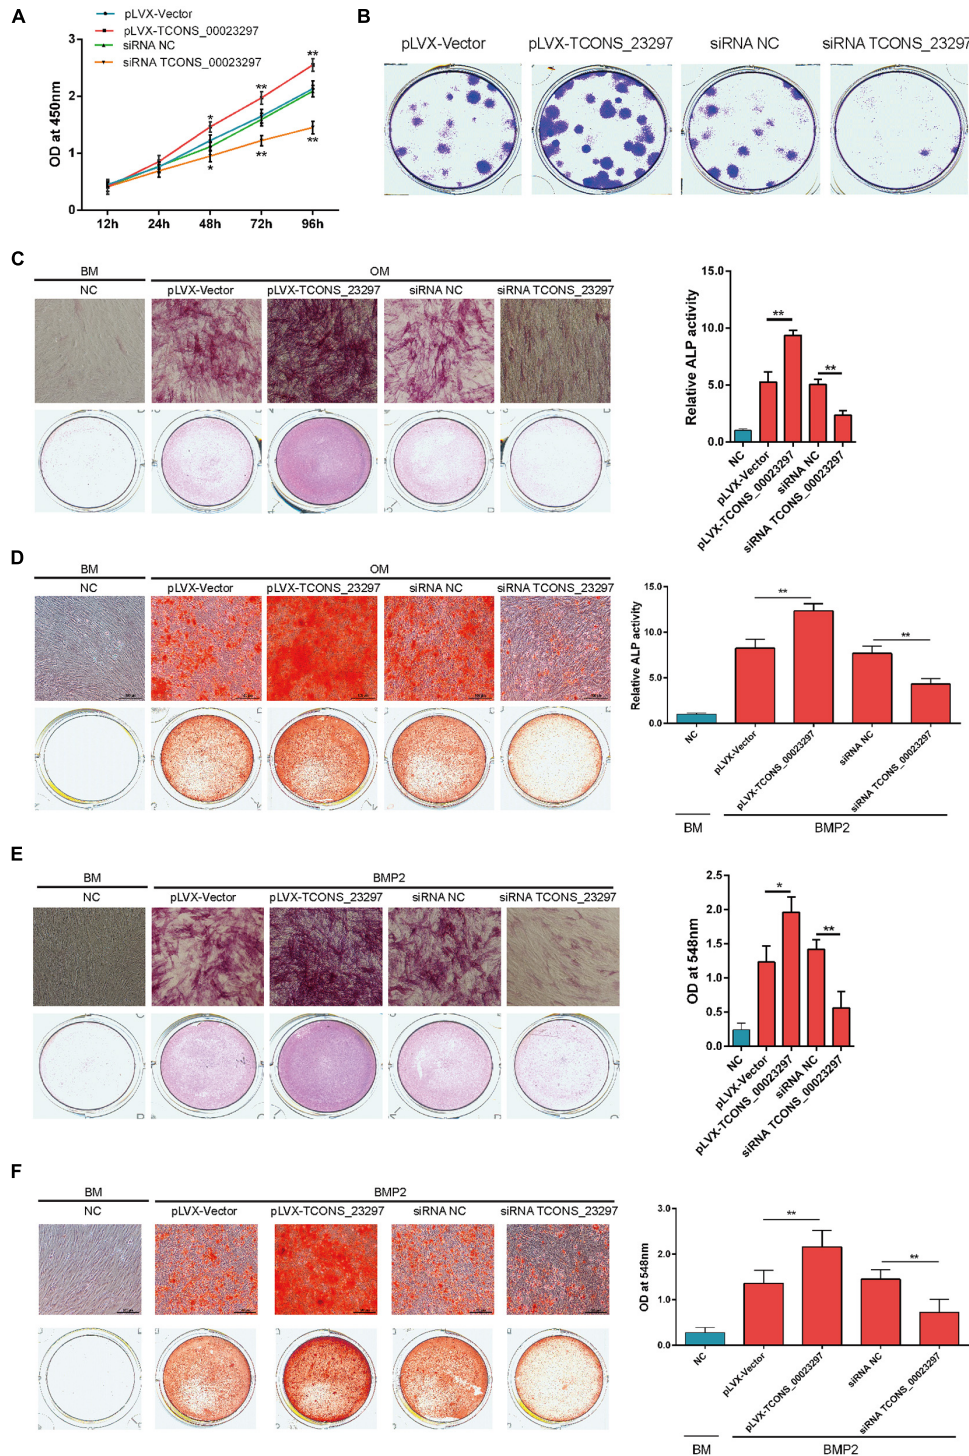 A
pLVX-Vector
pLVX-TCONS_00023297
siRNA NC
siRNA TCONS_00023297
OD at 450nm
3
2
1
0
* ** **
* ** **
12h 24h 48h 72h 96h
B
pLVX-Vector pLVX-TCONS_23297 siRNA NC siRNA TCONS_23297
C
BM OM
NC pLVX-Vector pLVX-TCONS_23297 siRNA NC siRNA TCONS_23297
Relative ALP activity
15.0
10.0
5.0
0.0
** **
NC pLVX-Vector pLVX-TCONS_00023297 siRNA NC siRNA TCONS_00023297
D
BM OM
NC pLVX-Vector pLVX-TCONS_23297 siRNA NC siRNA TCONS_23297
Relative ALP activity
15.0
10.0
5.0
0.0
** **
NC pLVX-Vector pLVX-TCONS_00023297 siRNA NC siRNA TCONS_00023297
BM BMP2
E
BM BMP2
NC pLVX-Vector pLVX-TCONS_23297 siRNA NC siRNA TCONS_23297
OD at 548nm
2.5
2.0
1.5
1.0
0.5
0.0
* **
NC pLVX-Vector pLVX-TCONS_00023297 siRNA NC siRNA TCONS_00023297
F
BM BMP2
NC pLVX-Vector pLVX-TCONS_23297 siRNA NC siRNA TCONS_23297
OD at 548nm
3.0
2.0
1.0
0.0
** **
NC pLVX-Vector pLVX-TCONS_00023297 siRNA NC siRNA TCONS_00023297
BM BMP2